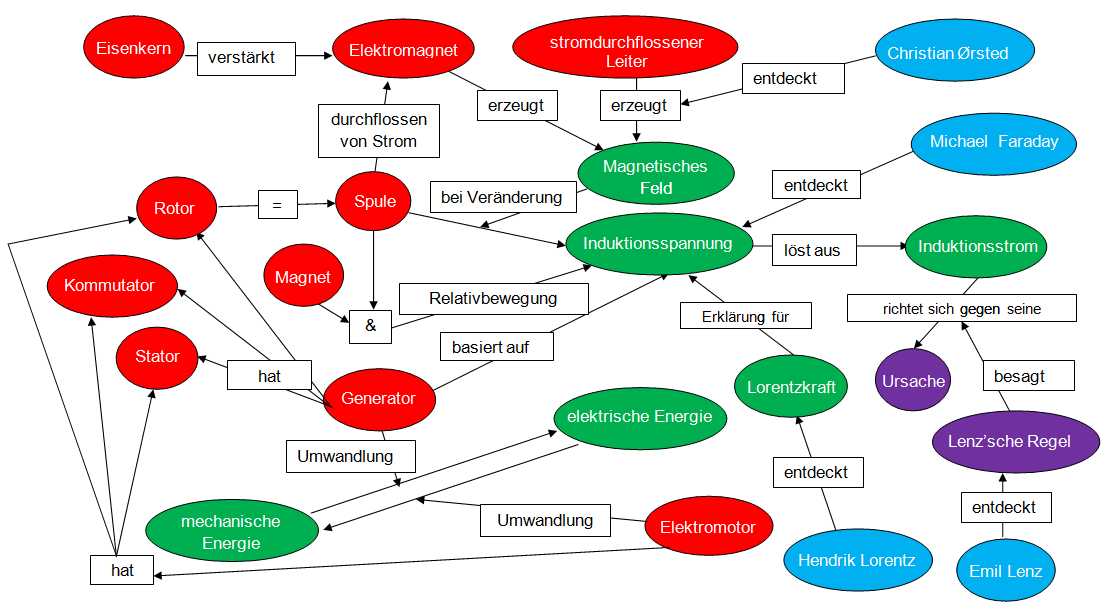 Eisenkern
verstärkt
Elektromagnet
stromdurchflossener
Leiter
Christian Ørsted
entdeckt
erzeugt
erzeugt
durchflossen
von Strom
Michael Faraday
Magnetisches
Feld
entdeckt
bei Veränderung
Rotor
=
Spule
Induktionsspannung
löst aus
Induktionsstrom
Magnet
Kommutator
Relativbewegung
richtet sich gegen seine
&
Erklärung für
basiert auf
Stator
hat
Generator
Lorentzkraft
Ursache
besagt
elektrische Energie
Lenz'sche Regel
Umwandlung
entdeckt
entdeckt
mechanische
Energie
Umwandlung
Elektromotor
hat
Hendrik Lorentz
Emil Lenz